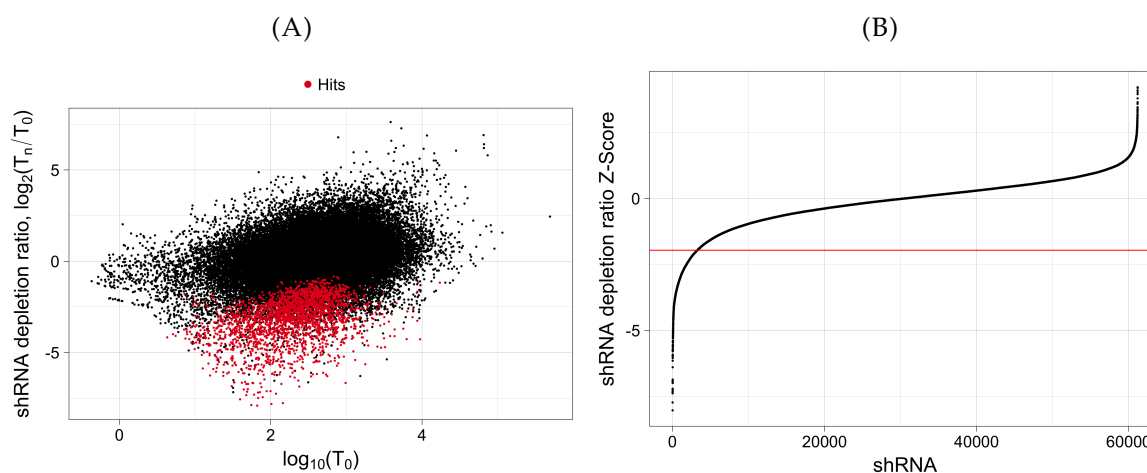 (A)
Hits
shRNA depletion ratio, log₂(Tₙ/T₀)
5
0
-5
0
2
4
log₁₀(T₀)
(B)
shRNA depletion ratio Z-Score
0
-5
0
20000
40000
60000
shRNA